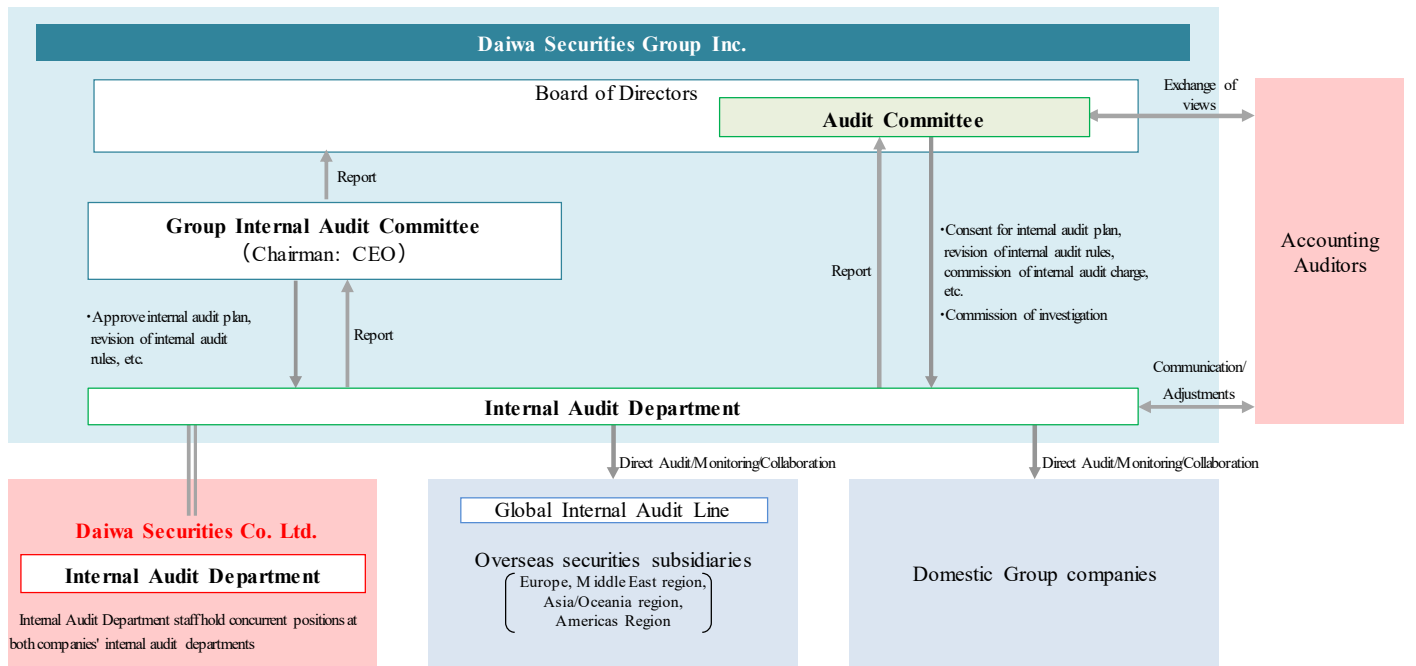 Daiwa Securities Group Inc.
Board of Directors
Audit Committee
Exchange of
views
Report
Group Internal Audit Committee
(Chairman: CEO)
・Approve internal audit plan,
revision of internal audit
rules, etc.
Report
Report
・Consent for internal audit plan,
revision of internal audit rules,
commission of internal audit charge,
etc.
・Commission of investigation
Accounting
Auditors
Communication/
Adjustments
Internal Audit Department
Direct Audit/Monitoring/Collaboration
Direct Audit/Monitoring/Collaboration
Daiwa Securities Co. Ltd.
Internal Audit Department
Internal Audit Department staff hold concurrent positions at
both companies' internal audit departments
Global Internal Audit Line
Overseas securities subsidiaries
Europe, Middle East region,
Asia/Oceania region,
Americas Region
Domestic Group companies